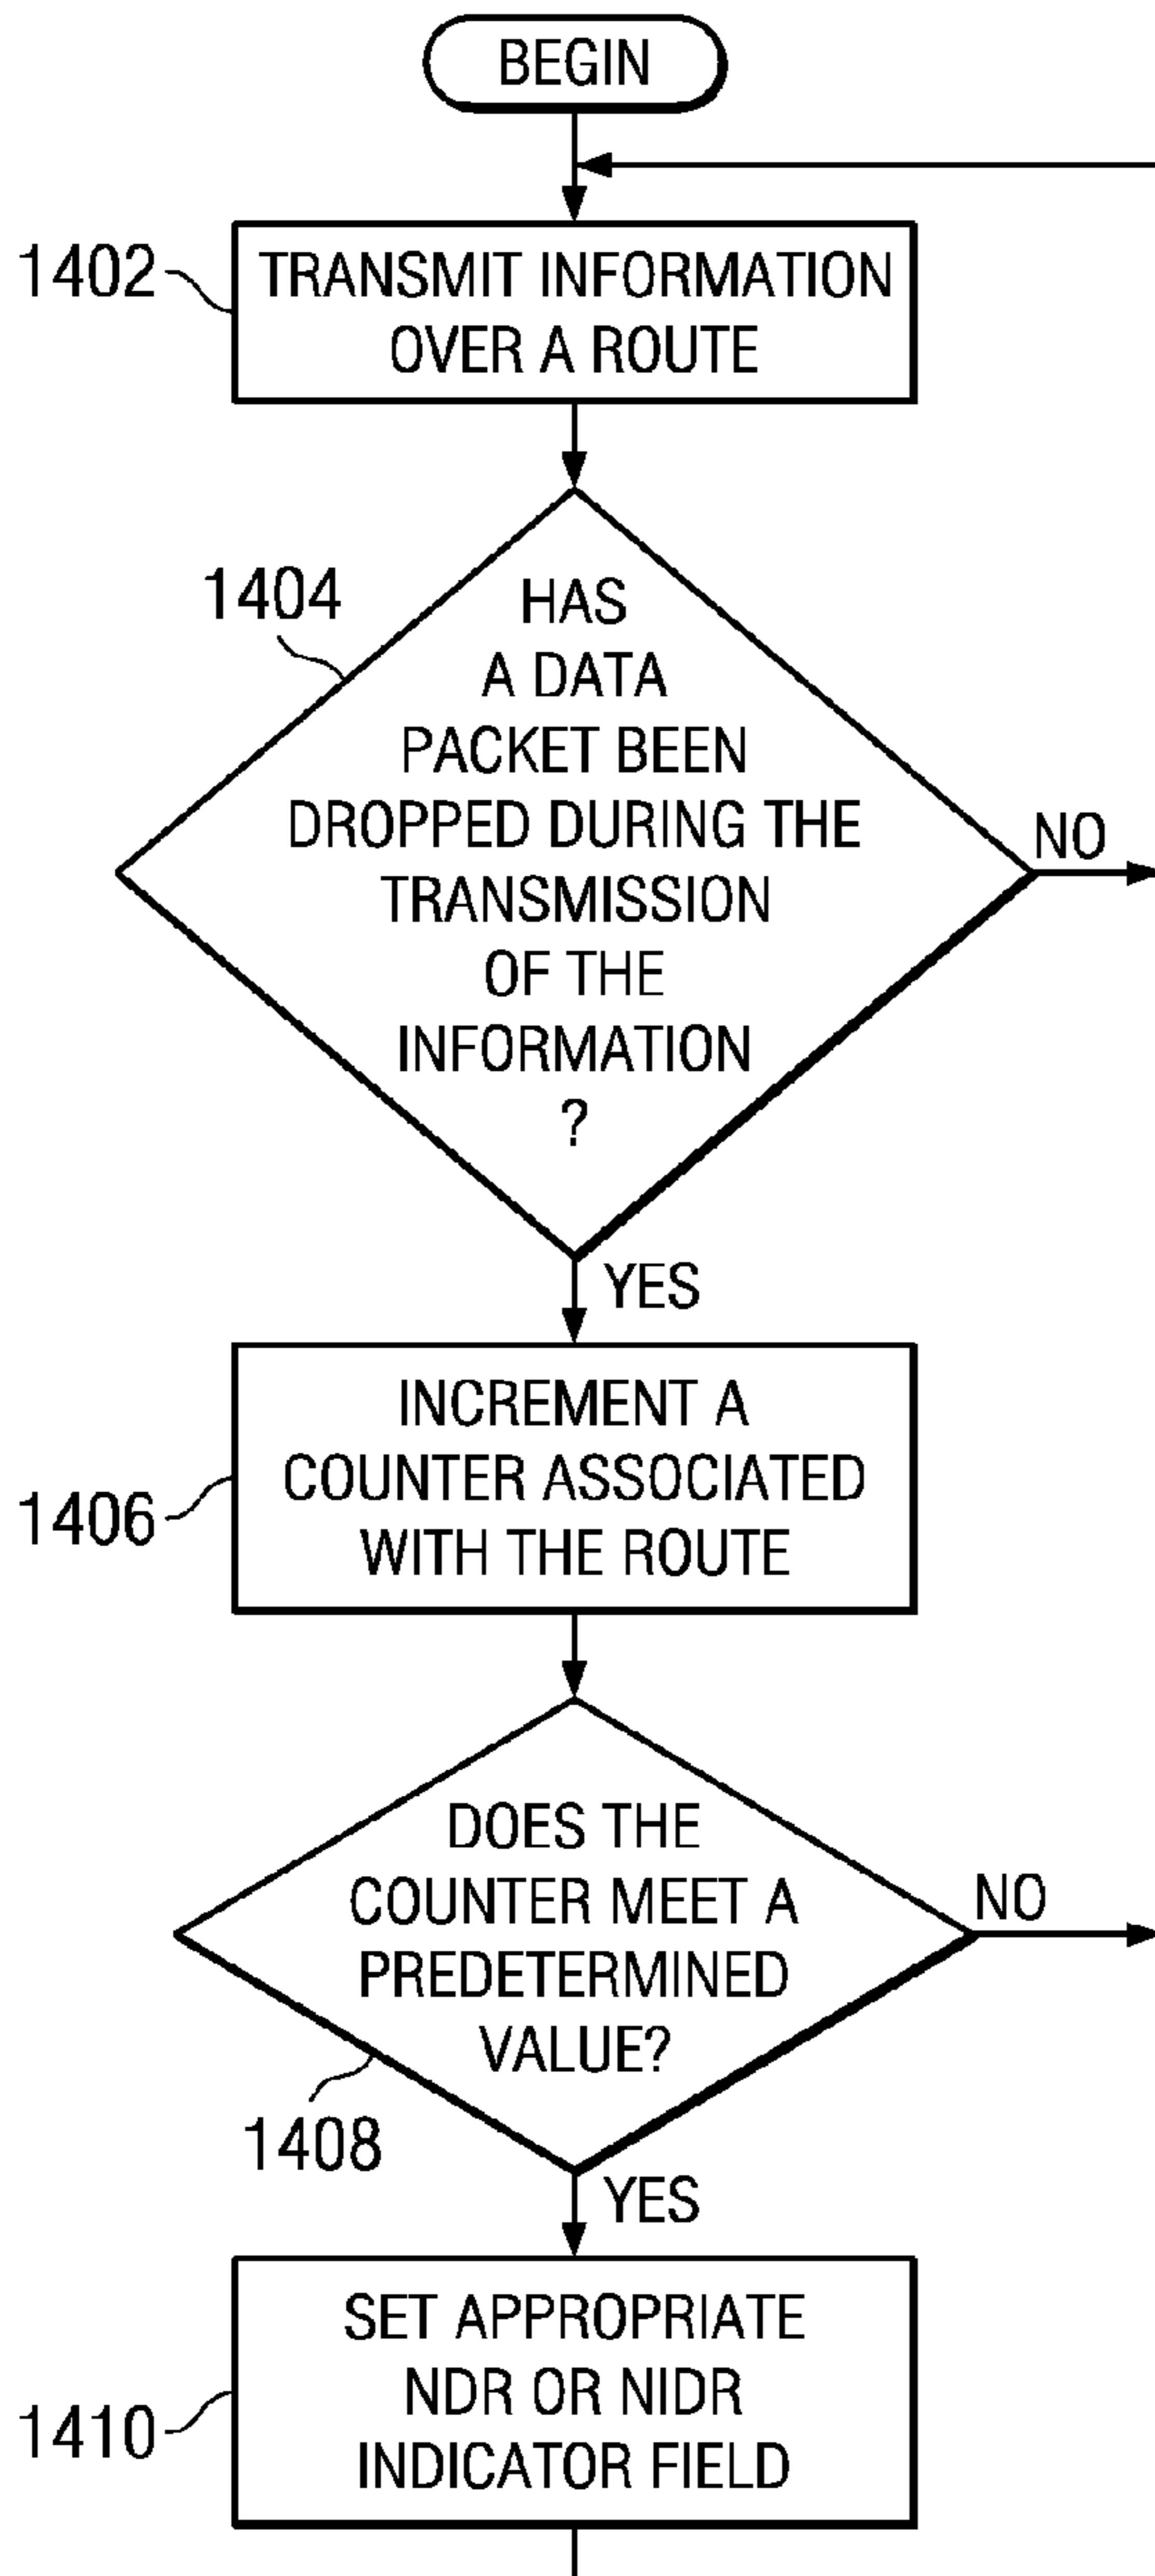 BEGIN
1402
TRANSMIT INFORMATION
OVER A ROUTE
1404
HAS
A DATA
PACKET BEEN
DROPPED DURING THE
TRANSMISSION
OF THE
INFORMATION
?
NO
YES
1406
INCREMENT A
COUNTER ASSOCIATED
WITH THE ROUTE
DOES THE
COUNTER MEET A
PREDETERMINED
VALUE?
NO
1408
YES
1410
SET APPROPRIATE
NDR OR NIDR
INDICATOR FIELD